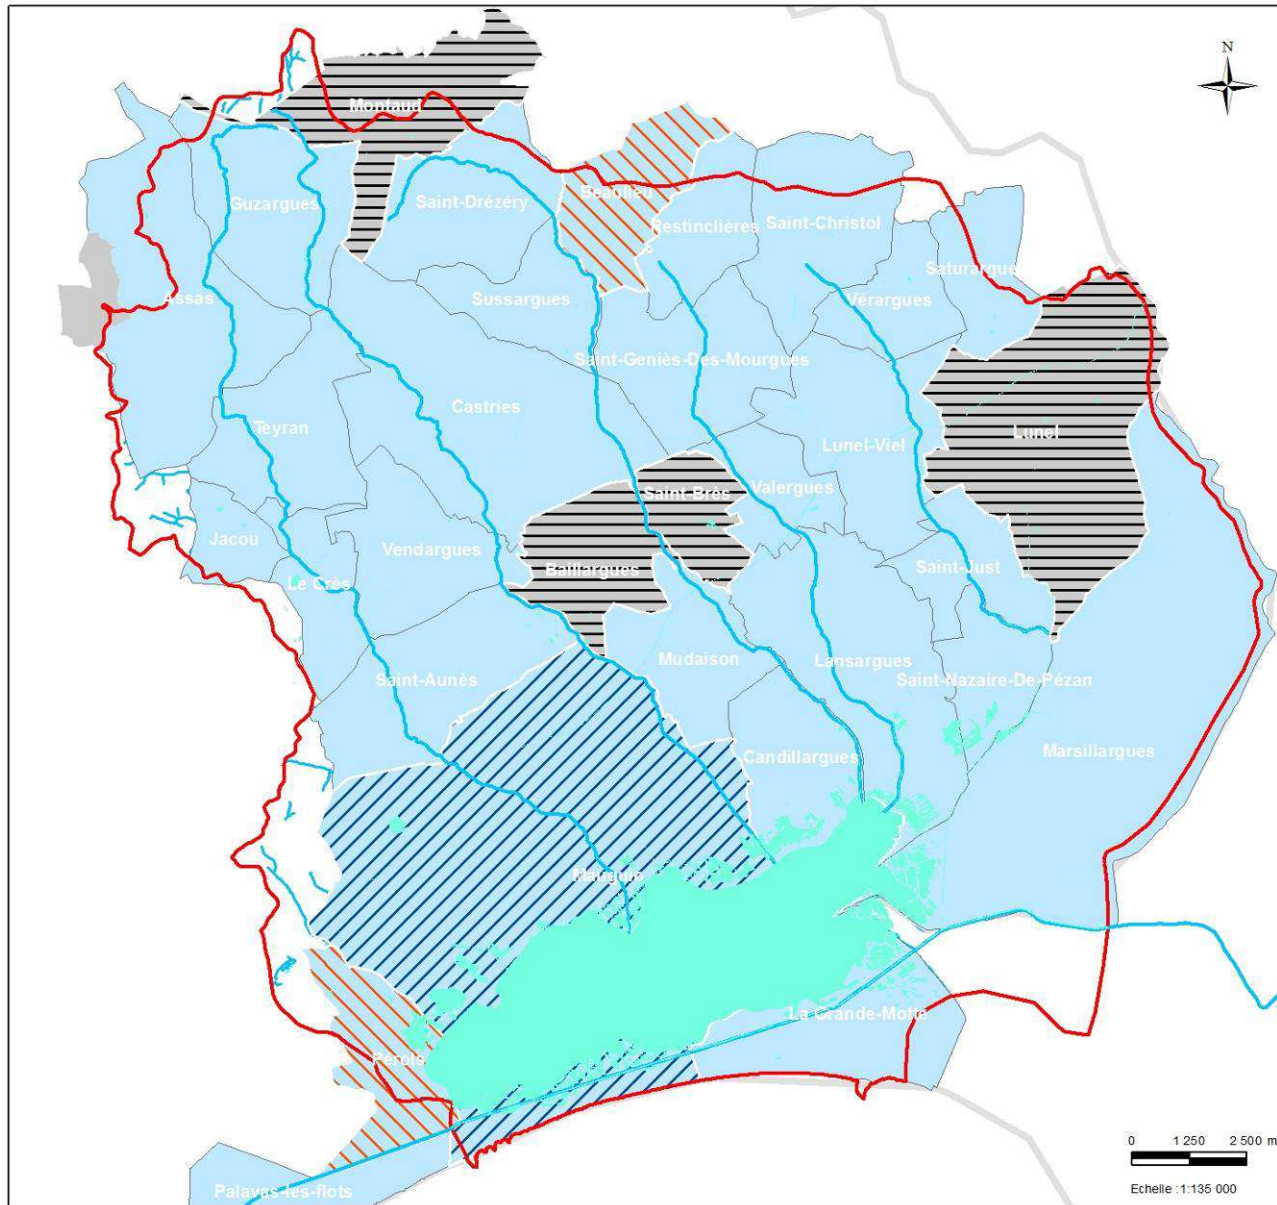 N
Montaud
Guzargues
Saint-Drézéry
Beaulieu
Restinclières
Saint-Christol
Saturargue
Assas
Sussargues
Vérargues
Saint-Geniès-Des-Mourgues
Castries
Teyran
Lunel-Viel
Lunel
Saint-Brès
Valergues
Jacou
Vendargues
Baillargues
Le Crès
Saint-Just
Saint-Aunès
Mudaison
Lansargues
Saint-Nazaire-De-Pézan
Candillargues
Marsillargues
Mauguio
La Grande-Motte
Pérols
0 1 250 2 500 m
Echelle :1:135 000
Palavas-les-flots